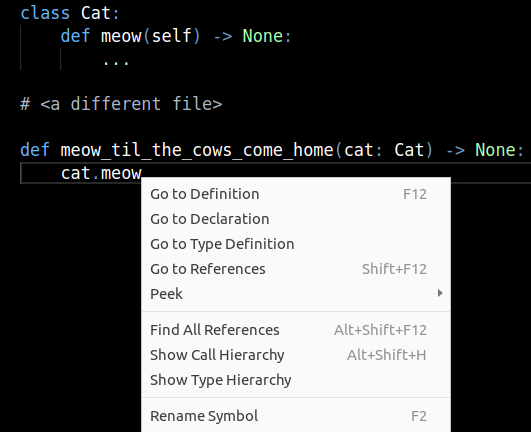 class Cat:
    def meow(self) -> None:
        ...
# <a different file>
def meow_til_the_cows_come_home(cat: Cat) -> None:
    cat.meow
Go to Definition F12
Go to Declaration
Go to Type Definition
Go to References Shift+F12
Peek
Find All References Alt+Shift+F12
Show Call Hierarchy Alt+Shift+H
Show Type Hierarchy
Rename Symbol F2